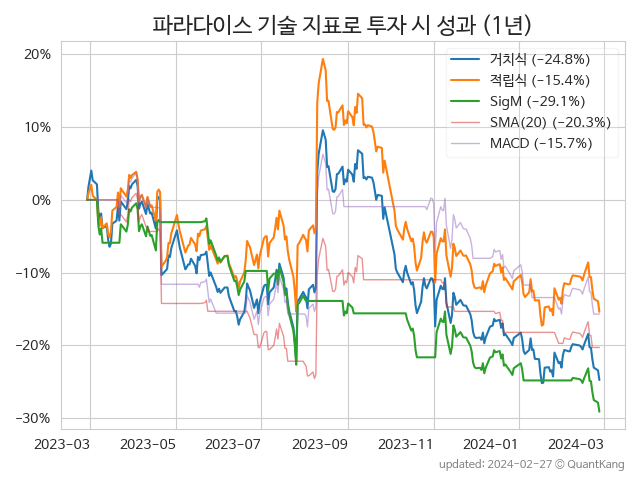 파라다이스 기술 지표로 투자 시 성과 (1년)
거치식 (−24.8%)
적립식 (−15.4%)
SigM (−29.1%)
SMA(20) (−20.3%)
MACD (−15.7%)
20%
10%
0%
−10%
−20%
−30%
2023-03 2023-05 2023-07 2023-09 2023-11 2024-01 2024-03
updated: 2024-02-27 © QuantKang